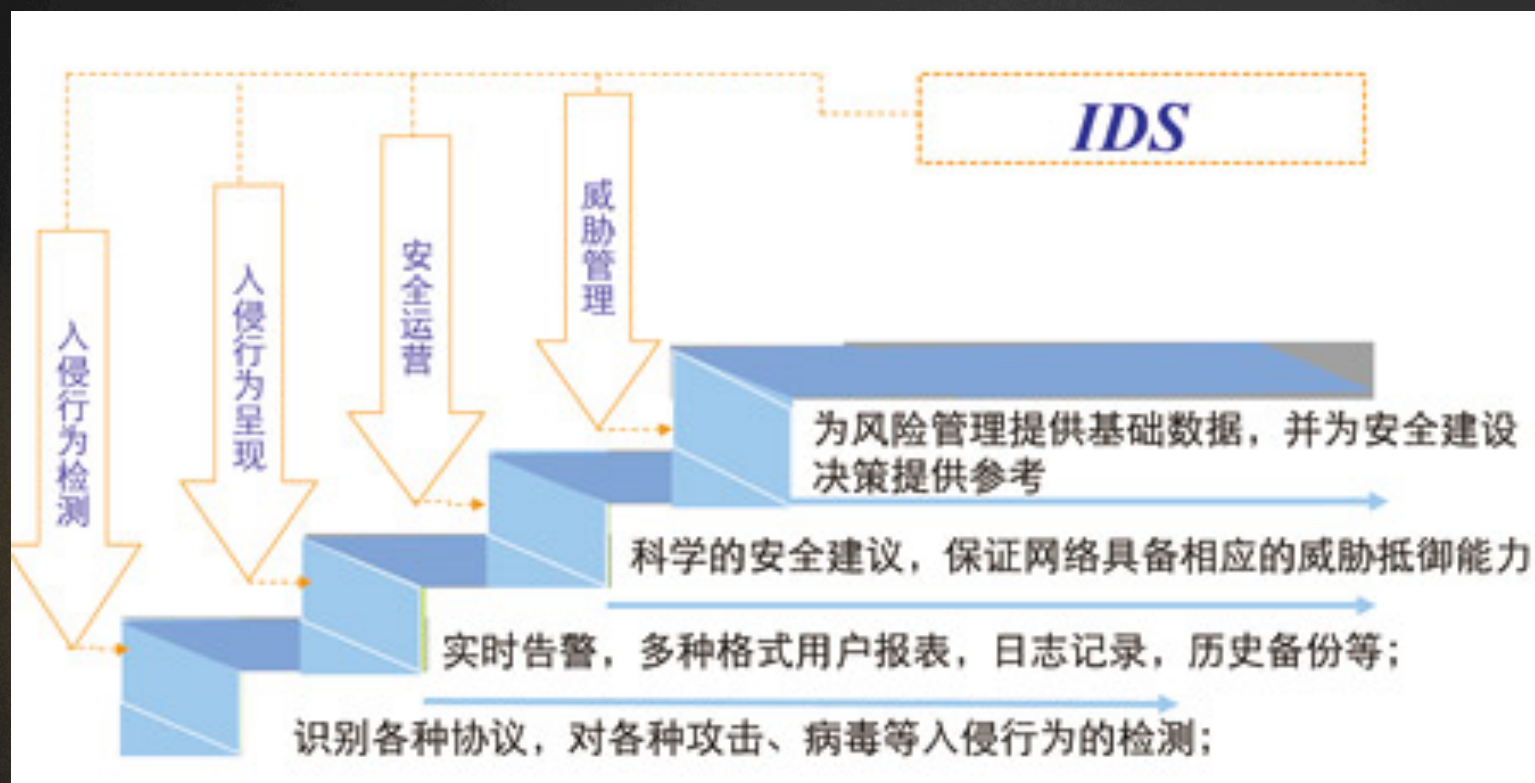 IDS
入侵行为检测
入侵行为呈现
安全运营
威胁管理
为风险管理提供基础数据，并为安全建设
决策提供参考
科学的安全建议，保证网络具备相应的威胁抵御能力
实时告警，多种格式用户报表，日志记录，历史备份等；
识别各种协议，对各种攻击、病毒等入侵行为的检测；